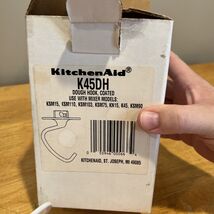 KitchenAid®
K45DH
DOUGH HOOK, COATED
USE WITH MIXER MODELS:
KSM15, KSM110, KSM103, KSM75, KN15, K45, KSM90
KITCHENAID, ST. JOSEPH, MI 49085